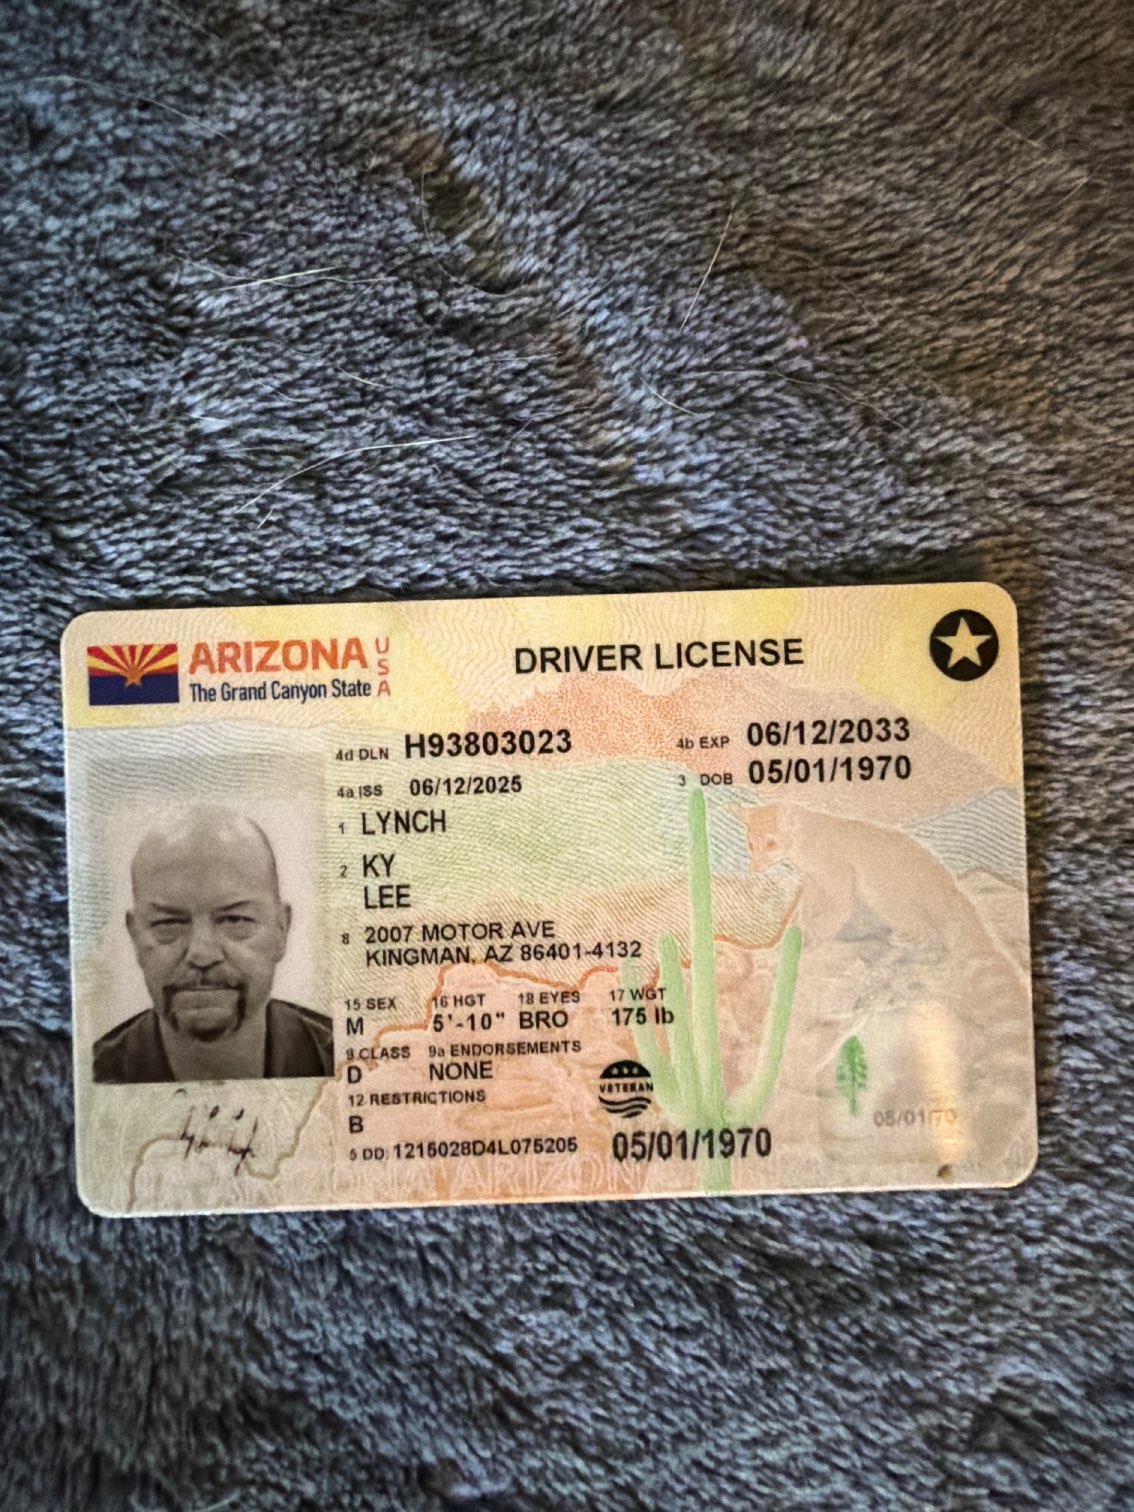 ARIZONA USA
The Grand Canyon State
DRIVER LICENSE
4d DLN H93803023
4b EXP 06/12/2033
4a ISS 06/12/2025
3 DOB 05/01/1970
1 LYNCH
2 KY
LEE
8 2007 MOTOR AVE
KINGMAN, AZ 86401-4132
15 SEX 16 HGT 18 EYES 17 WGT
M 5'-10" BRO 175 lb
9 CLASS 9a ENDORSEMENTS
D NONE
VETERAN
12 RESTRICTIONS
B
05/01/70
5 DD: 1215028D4L075205
05/01/1970